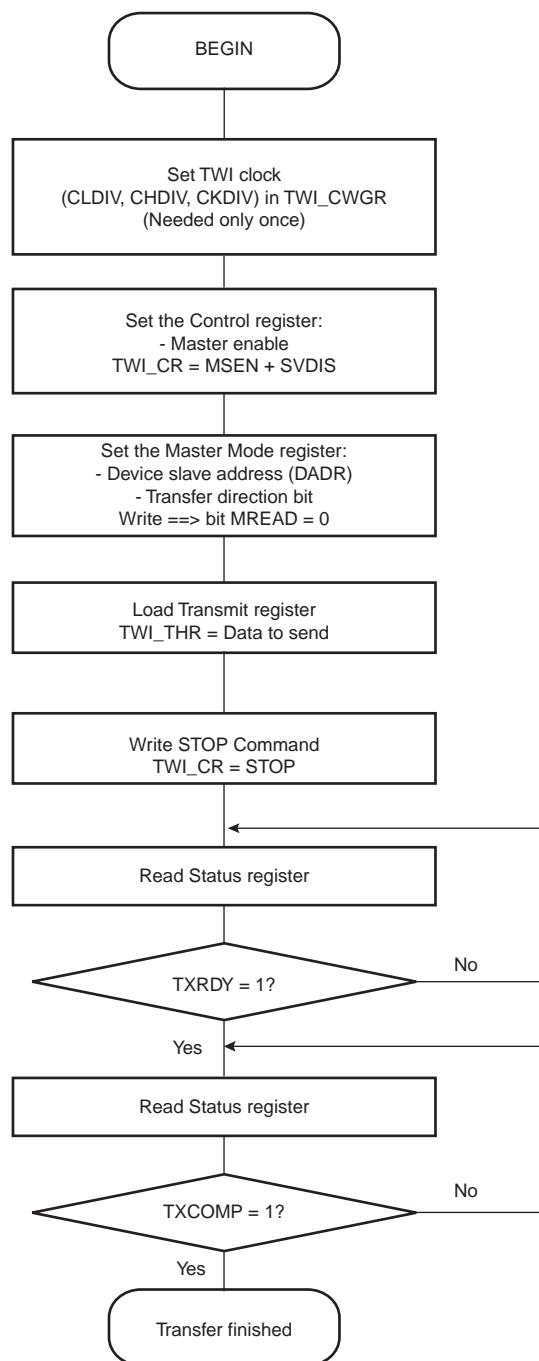 BEGIN
Set TWI clock
(CLDIV, CHDIV, CKDIV) in TWI_CWGR
(Needed only once)
Set the Control register:
- Master enable
TWI_CR = MSEN + SVDIS
Set the Master Mode register:
- Device slave address (DADR)
- Transfer direction bit
Write ==> bit MREAD = 0
Load Transmit register
TWI_THR = Data to send
Write STOP Command
TWI_CR = STOP
Read Status register
No
TXRDY = 1?
Yes
Read Status register
No
TXCOMP = 1?
Yes
Transfer finished